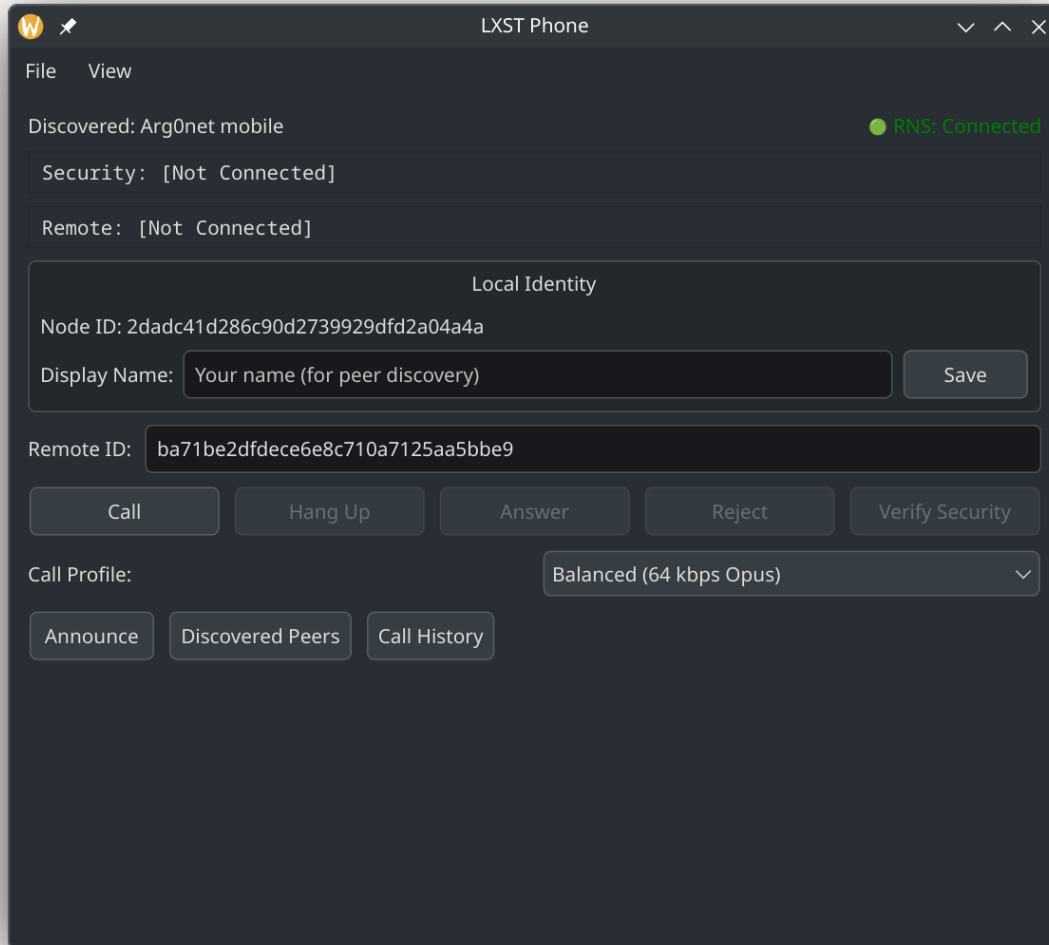 LXST Phone
File View
Discovered: Arg0net mobile
RNS: Connected
Security: [Not Connected]
Remote: [Not Connected]
Local Identity
Node ID: 2dadc41d286c90d2739929dfd2a04a4a
Display Name: Your name (for peer discovery) Save
Remote ID: ba71be2dfdece6e8c710a7125aa5bbe9
Call Hang Up Answer Reject Verify Security
Call Profile: Balanced (64 kbps Opus)
Announce Discovered Peers Call History